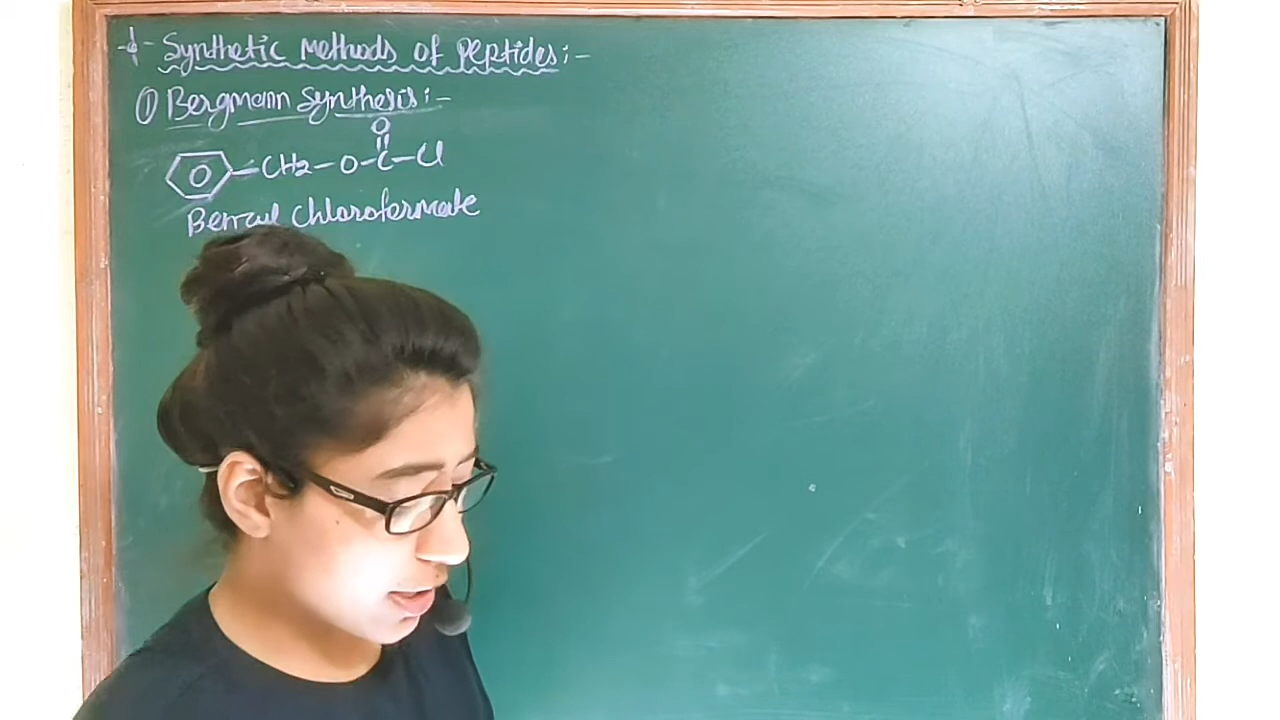 Synthetic Methods of Peptides:-
① Bergmann Synthesis:-
O
CH2-O-C-Cl
Benzyl Chloroformate